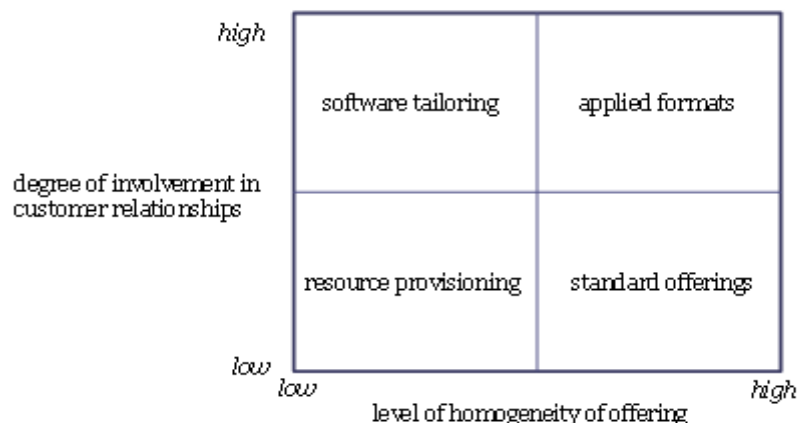 high
software tailoring
applied formats
degree of involvement in
customer relationships
resource provisioning
standard offerings
low
low
high
level of homogeneity of offering